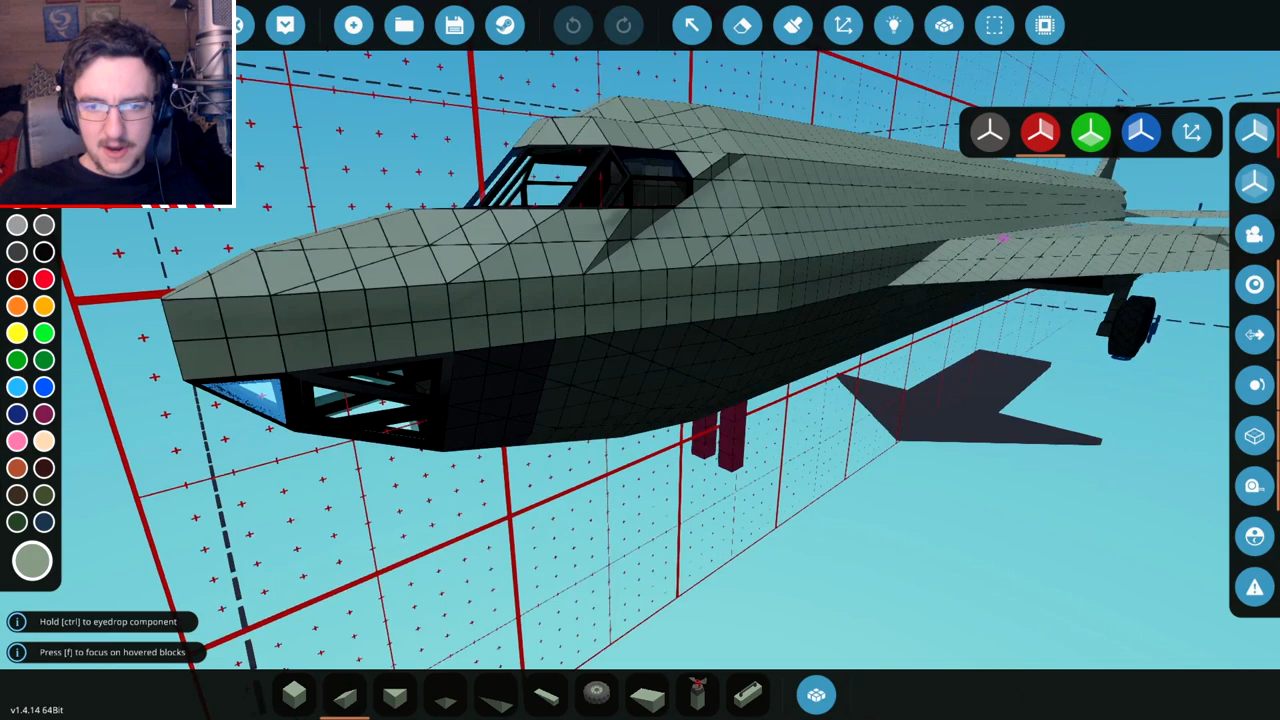 Hold [ctrl] to eyedrop component
Press [f] to focus on hovered blocks
v1.4.14 64Bit